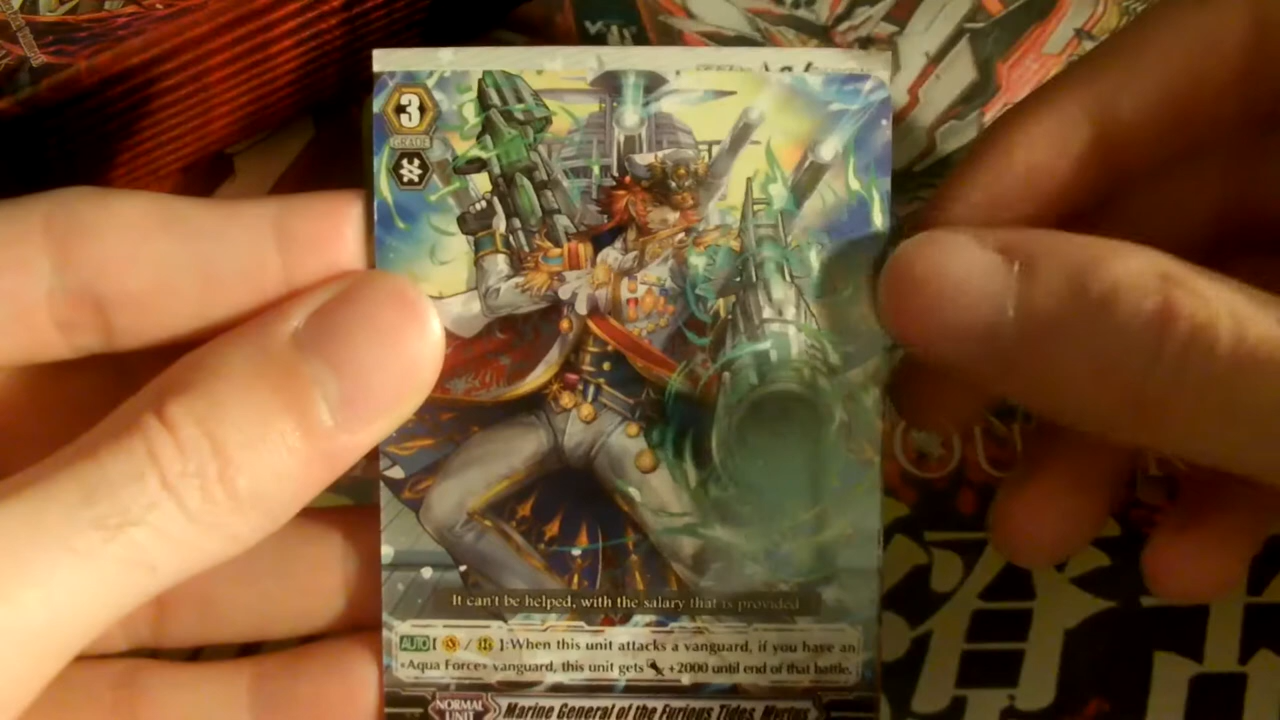 3
GRADE
It can't be helped, with the salary that is provided
AUTO [ / ]:When this unit attacks a vanguard, if you have an
«Aqua Force» vanguard, this unit gets +2000 until end of that battle.
NORMAL
UNIT
Marine General of the Furious Tides, Myrtus